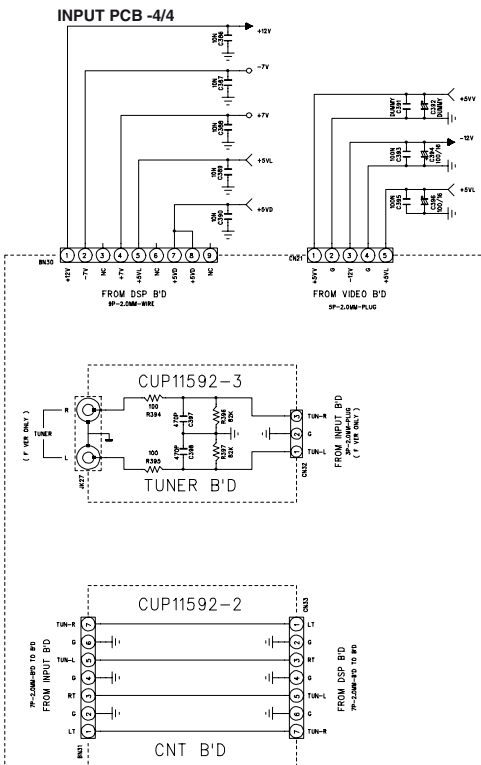 INPUT PCB -4/4
+12V
10N
C386
-7V
10N
C387
+7V
10N
C388
+5VL
10N
C389
+5VD
10N
C390
+5VV
DUMMY
C391
C392
DUMMY
-12V
100N
C393
C394
100/16
+5VL
100N
C395
C396
100/16
BN30
1 2 3 4 5 6 7 8 9
+12V
-7V
NC
+7V
+5VL
NC
+5VD
+5VD
NC
FROM DSP B'D
9P-2.0MM-WIRE
CN21
1 2 3 4 5
+5VV
G
-12V
G
+5VL
FROM VIDEO B'D
5P-2.0MM-PLUG
CUP11592-3
( F VER ONLY )
TUNER
R
L
JK27
100
R394
100
R395
470P
C397
470P
C398
R396
82K
R397
82K
3 TUN-R
2 G
1 TUN-L
CN32
FROM INPUT B'D
3P-2.0MM-PLUG
( F VER ONLY )
TUNER B'D
CUP11592-2
7P-2.0MM-B'D TO B'D
FROM INPUT B'D
TUN-R 7
G 6
TUN-L 5
G 4
RT 3
G 2
LT 1
BN31
CN33
1 LT
2 G
3 RT
4 G
5 TUN-L
6 G
7 TUN-R
FROM DSP B'D
7P-2.0MM-B'D TO B'D
CNT B'D